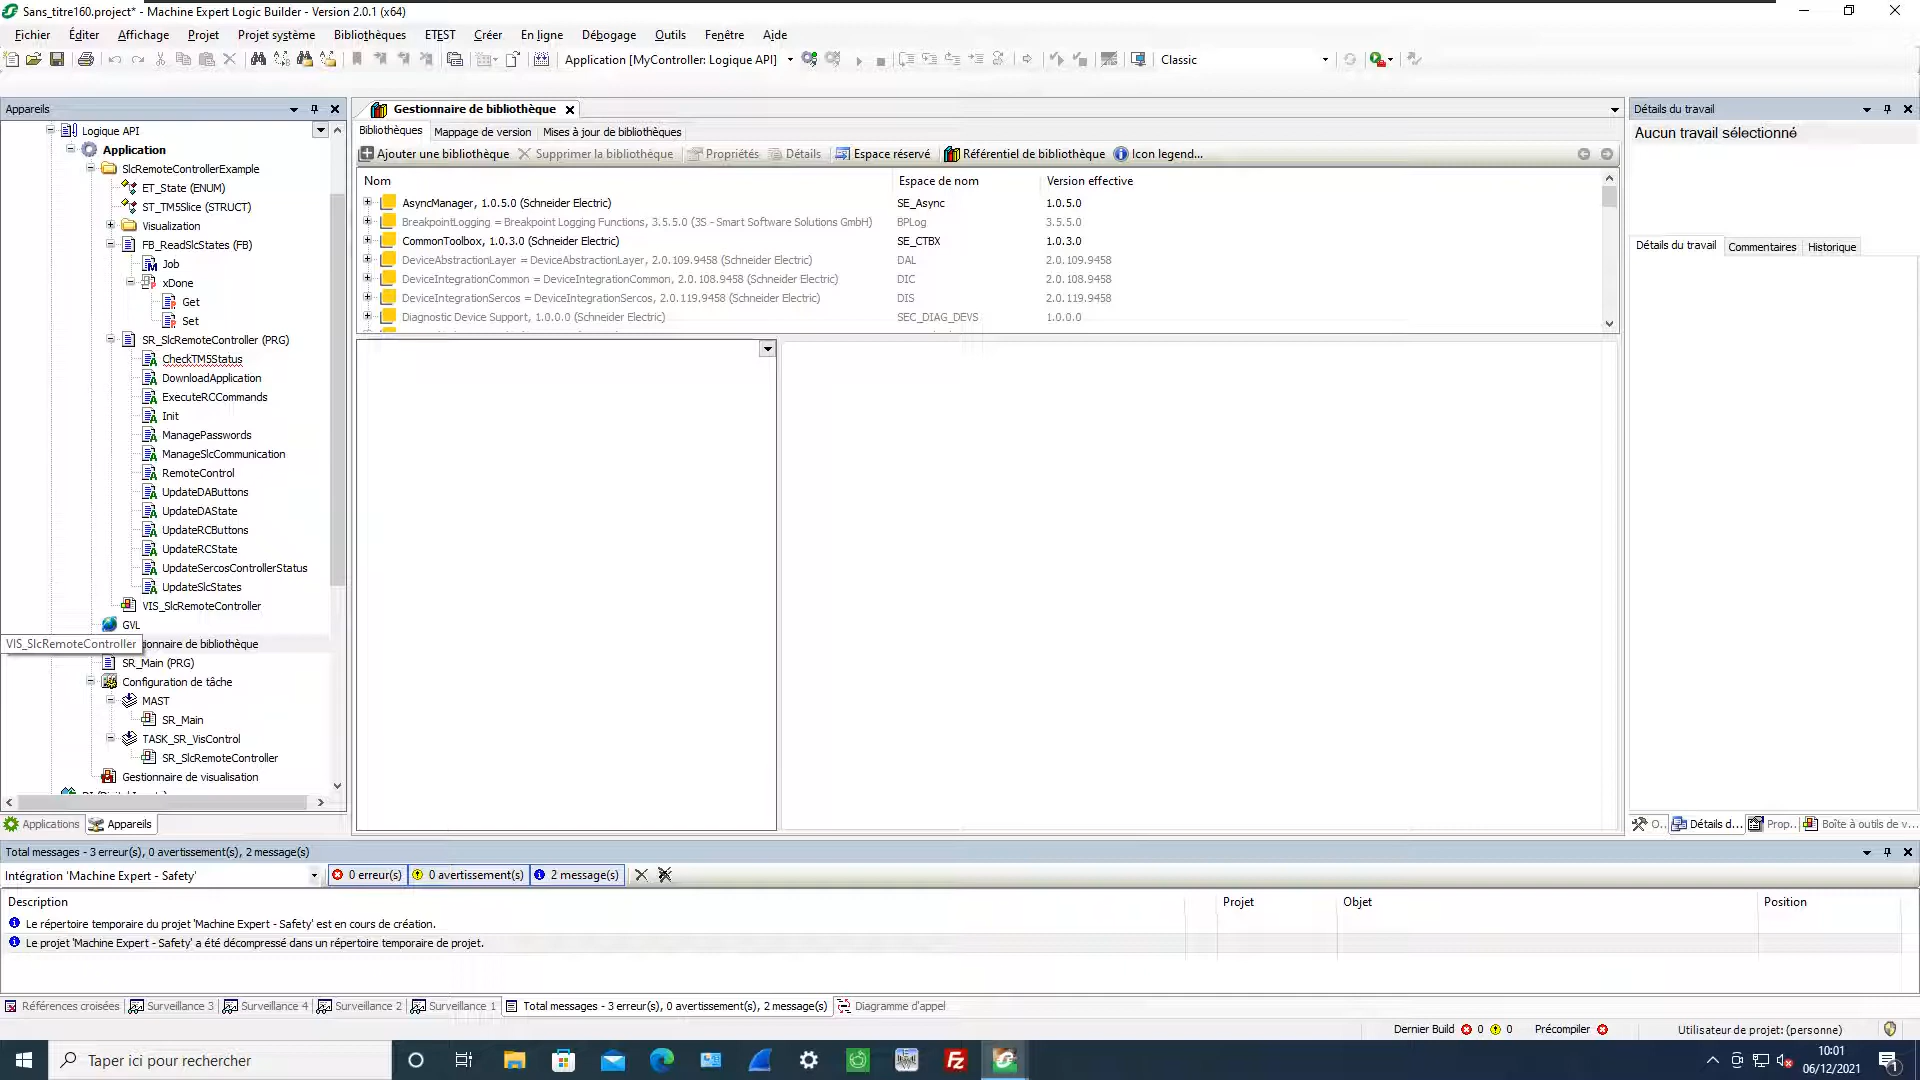 Sans_titre160.project* - Machine Expert Logic Builder - Version 2.0.1 (x64)
Fichier Éditer Affichage Projet Projet système Bibliothèques ETEST Créer En ligne Débogage Outils Fenêtre Aide
Application [MyController: Logique API] Classic
Appareils
Logique API
Application
SlcRemoteControllerExample
ET_State (ENUM)
ST_TM5Slice (STRUCT)
Visualization
FB_ReadSlcStates (FB)
Job
xDone
Get
Set
SR_SlcRemoteController (PRG)
CheckTM5Status
DownloadApplication
ExecuteRCCommands
Init
ManagePasswords
ManageSlcCommunication
RemoteControl
UpdateDAButtons
UpdateDAState
UpdateRCButtons
UpdateRCState
UpdateSercosControllerStatus
UpdateSlcStates
VIS_SlcRemoteController
GVL
VIS_SlcRemoteController
ionnaire de bibliothèque
SR_Main (PRG)
Configuration de tâche
MAST
SR_Main
TASK_SR_VisControl
SR_SlcRemoteController
Gestionnaire de visualisation
Applications Appareils
Gestionnaire de bibliothèque
Bibliothèques Mappage de version Mises à jour de bibliothèques
Ajouter une bibliothèque Supprimer la bibliothèque Propriétés Détails Espace réservé Référentiel de bibliothèque Icon legend...
Nom Espace de nom Version effective
AsyncManager, 1.0.5.0 (Schneider Electric) SE_Async 1.0.5.0
BreakpointLogging = Breakpoint Logging Functions, 3.5.5.0 (3S - Smart Software Solutions GmbH) BPLog 3.5.5.0
CommonToolbox, 1.0.3.0 (Schneider Electric) SE_CTBX 1.0.3.0
DeviceAbstractionLayer = DeviceAbstractionLayer, 2.0.109.9458 (Schneider Electric) DAL 2.0.109.9458
DeviceIntegrationCommon = DeviceIntegrationCommon, 2.0.108.9458 (Schneider Electric) DIC 2.0.108.9458
DeviceIntegrationSercos = DeviceIntegrationSercos, 2.0.119.9458 (Schneider Electric) DIS 2.0.119.9458
Diagnostic Device Support, 1.0.0.0 (Schneider Electric) SEC_DIAG_DEVS 1.0.0.0
Détails du travail
Aucun travail sélectionné
Détails du travail Commentaires Historique
O... Détails d... Prop... Boîte à outils de v...
Total messages - 3 erreur(s), 0 avertissement(s), 2 message(s)
Intégration 'Machine Expert - Safety' 0 erreur(s) 0 avertissement(s) 2 message(s)
Description Projet Objet Position
Le répertoire temporaire du projet 'Machine Expert - Safety' est en cours de création.
Le projet 'Machine Expert - Safety' a été décompressé dans un répertoire temporaire de projet.
Références croisées Surveillance 3 Surveillance 4 Surveillance 2 Surveillance 1 Total messages - 3 erreur(s), 0 avertissement(s), 2 message(s) Diagramme d'appel
Dernier Build 0 0 Précompiler Utilisateur de projet: (personne)
Taper ici pour rechercher
10:01
06/12/2021
1